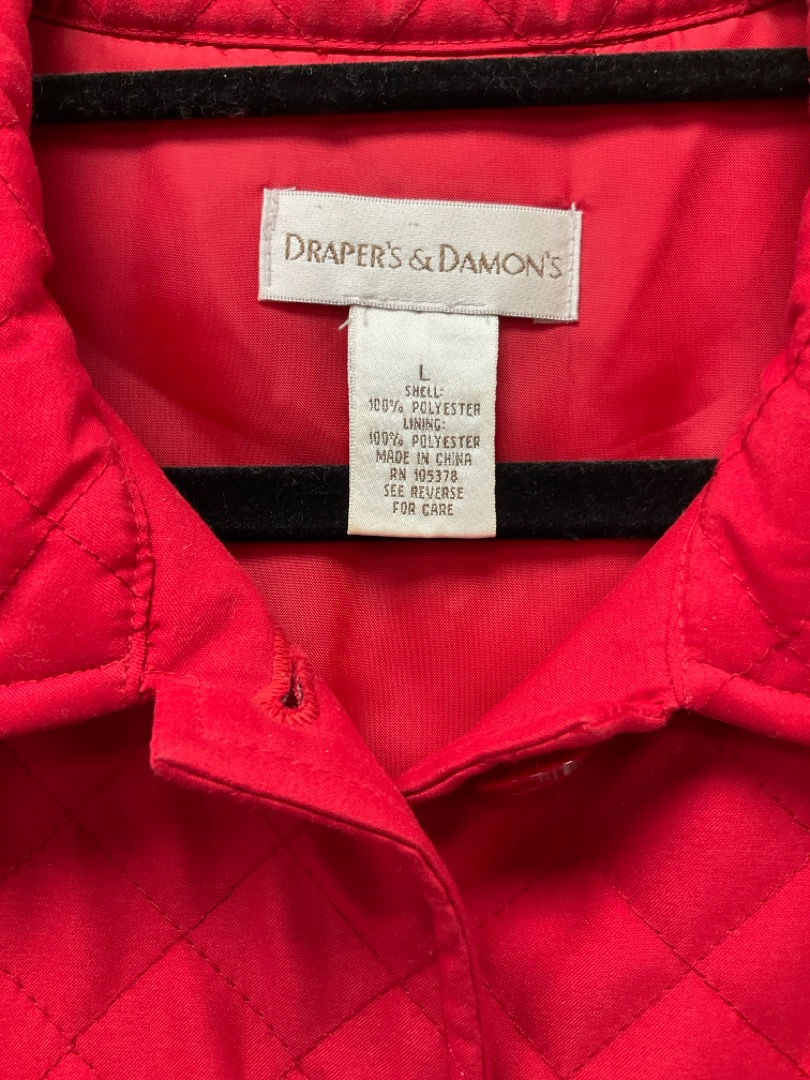 DRAPER'S & DAMON'S
L
SHELL:
100% POLYESTER
LINING:
100% POLYESTER
MADE IN CHINA
RN 105378
SEE REVERSE
FOR CARE